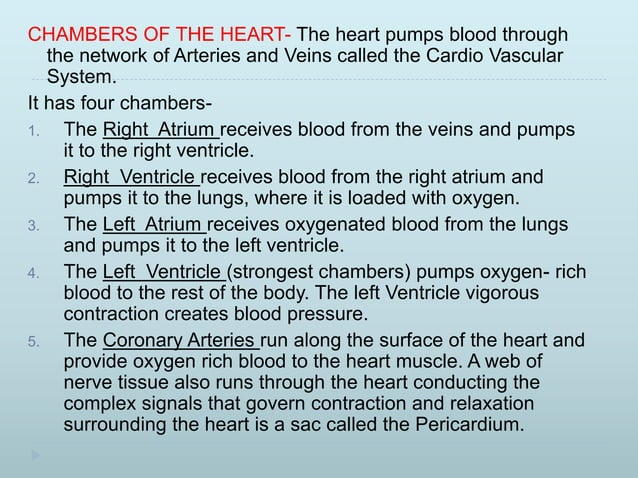 CHAMBERS OF THE HEART- The heart pumps blood through
the network of Arteries and Veins called the Cardio Vascular
System.
It has four chambers-
1. The Right Atrium receives blood from the veins and pumps
it to the right ventricle.
2. Right Ventricle receives blood from the right atrium and
pumps it to the lungs, where it is loaded with oxygen.
3. The Left Atrium receives oxygenated blood from the lungs
and pumps it to the left ventricle.
4. The Left Ventricle (strongest chambers) pumps oxygen- rich
blood to the rest of the body. The left Ventricle vigorous
contraction creates blood pressure.
5. The Coronary Arteries run along the surface of the heart and
provide oxygen rich blood to the heart muscle. A web of
nerve tissue also runs through the heart conducting the
complex signals that govern contraction and relaxation
surrounding the heart is a sac called the Pericardium.